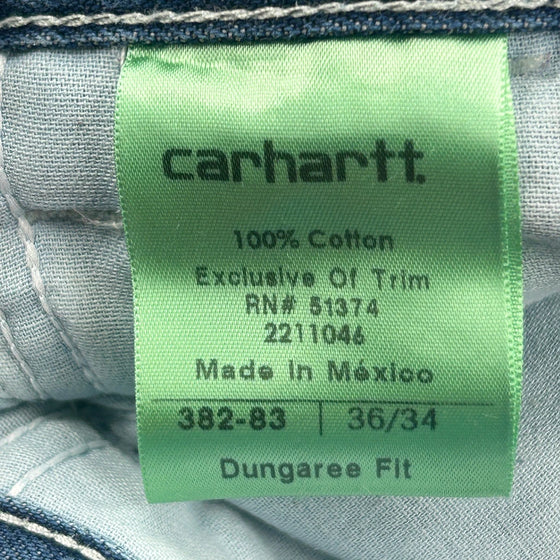 carhartt.
100% Cotton
Exclusive Of Trim
RN# 51374
2211046
Made In México
382-83 | 36/34
Dungaree Fit